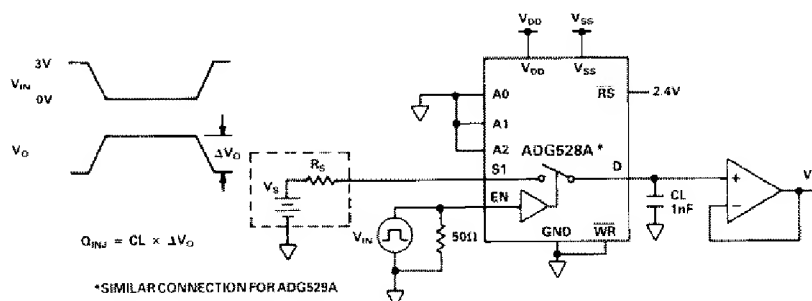 3V
V_IN
0V
V_O
ΔV_O
Q_INJ = CL × ΔV_O
*SIMILAR CONNECTION FOR ADG529A
V_S
R_S
V_IN
50Ω
V_DD
V_SS
V_DD
V_SS
A0
A1
A2
RS
2.4V
ADG528A*
S1
D
EN
GND
WR
CL
1nF
+
−
V